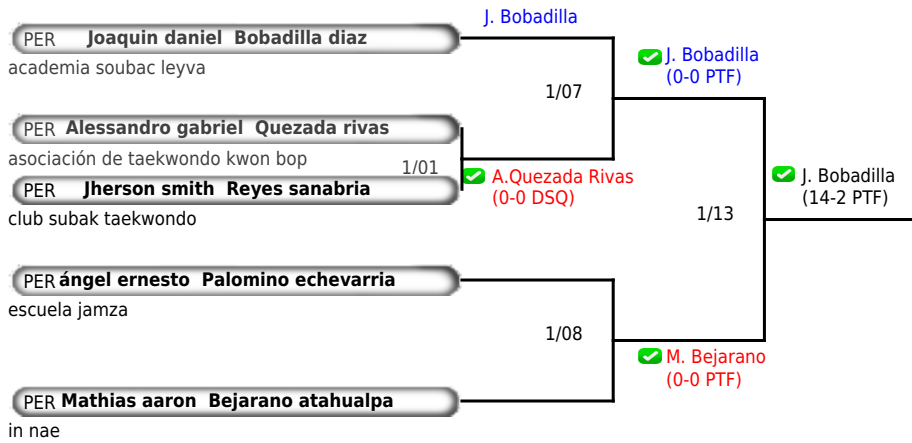 J. Bobadilla
PER Joaquin daniel Bobadilla diaz
academia soubac leyva
J. Bobadilla
(0-0 PTF)
1/07
PER Alessandro gabriel Quezada rivas
asociación de taekwondo kwon bop
1/01
A.Quezada Rivas
(0-0 DSQ)
PER Jherson smith Reyes sanabria
club subak taekwondo
J. Bobadilla
(14-2 PTF)
1/13
PER ángel ernesto Palomino echevarria
escuela jamza
1/08
M. Bejarano
(0-0 PTF)
PER Mathias aaron Bejarano atahualpa
in nae